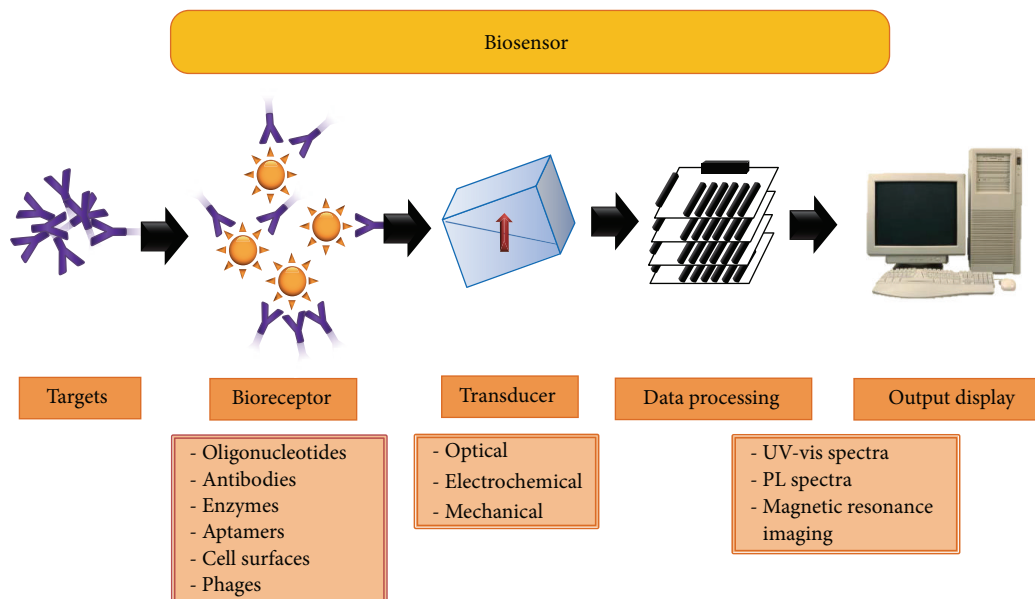 Biosensor
Targets
Bioreceptor
Transducer
Data processing
Output display
- Oligonucleotides
- Antibodies
- Enzymes
- Aptamers
- Cell surfaces
- Phages
- Optical
- Electrochemical
- Mechanical
- UV-vis spectra
- PL spectra
- Magnetic resonance
imaging